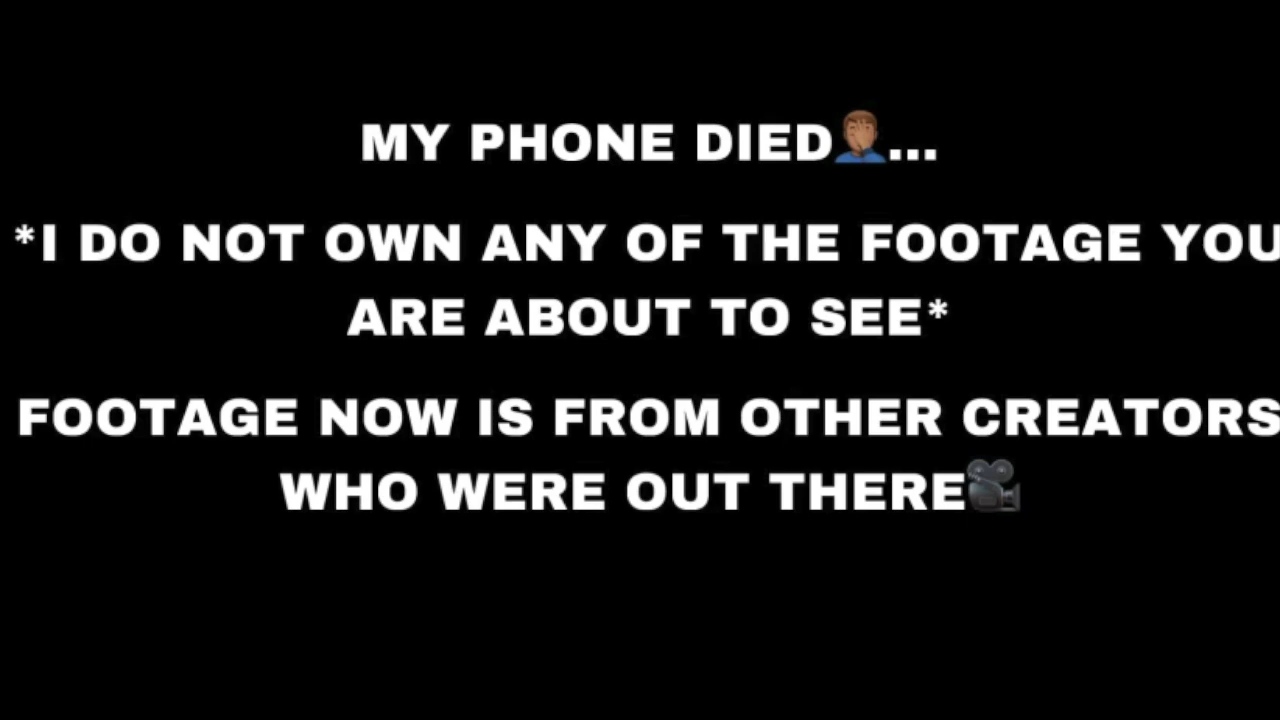 MY PHONE DIED🤦🏽‍♂️...
*I DO NOT OWN ANY OF THE FOOTAGE YOU
ARE ABOUT TO SEE*
FOOTAGE NOW IS FROM OTHER CREATORS
WHO WERE OUT THERE🎥